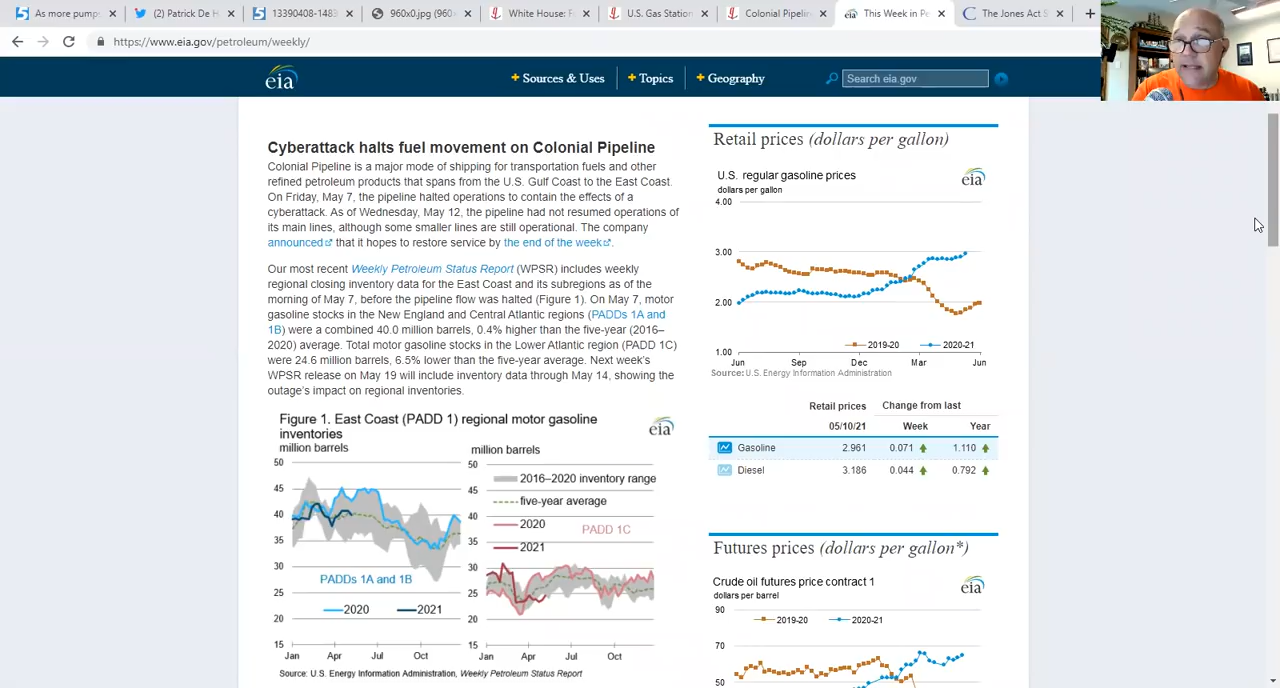 As more pump
(2) Patrick De H
13390408-1483
960x0.jpg (960×
White House: F
U.S. Gas Station
Colonial Pipelin
This Week in Pe
The Jones Act S
https://www.eia.gov/petroleum/weekly/
eia
+ Sources & Uses
+ Topics
+ Geography
Search eia.gov
Cyberattack halts fuel movement on Colonial Pipeline
Colonial Pipeline is a major mode of shipping for transportation fuels and other
refined petroleum products that spans from the U.S. Gulf Coast to the East Coast.
On Friday, May 7, the pipeline halted operations to contain the effects of a
cyberattack. As of Wednesday, May 12, the pipeline had not resumed operations of
its main lines, although some smaller lines are still operational. The company
announced that it hopes to restore service by the end of the week.
Our most recent Weekly Petroleum Status Report (WPSR) includes weekly
regional closing inventory data for the East Coast and its subregions as of the
morning of May 7, before the pipeline flow was halted (Figure 1). On May 7, motor
gasoline stocks in the New England and Central Atlantic regions (PADDs 1A and
1B) were a combined 40.0 million barrels, 0.4% higher than the five-year (2016–
2020) average. Total motor gasoline stocks in the Lower Atlantic region (PADD 1C)
were 24.6 million barrels, 6.5% lower than the five-year average. Next week's
WPSR release on May 19 will include inventory data through May 14, showing the
outage's impact on regional inventories.
Figure 1. East Coast (PADD 1) regional motor gasoline
inventories
eia
million barrels
50
45
40
35
30
25
20
15
Jan Apr Jul Oct
PADDs 1A and 1B
2020 2021
million barrels
50
45
40
35
30
25
20
15
Jan Apr Jul Oct
2016–2020 inventory range
five-year average
2020
2021
PADD 1C
Source: U.S. Energy Information Administration, Weekly Petroleum Status Report
Retail prices (dollars per gallon)
U.S. regular gasoline prices
dollars per gallon
eia
4.00
3.00
2.00
1.00
2019-20 2020-21
Jun Sep Dec Mar Jun
Source: U.S. Energy Information Administration
Retail prices Change from last
05/10/21 Week Year
Gasoline 2.961 0.071 1.110
Diesel 3.186 0.044 0.792
Futures prices (dollars per gallon*)
Crude oil futures price contract 1
dollars per barrel
eia
90
2019-20 2020-21
70
50